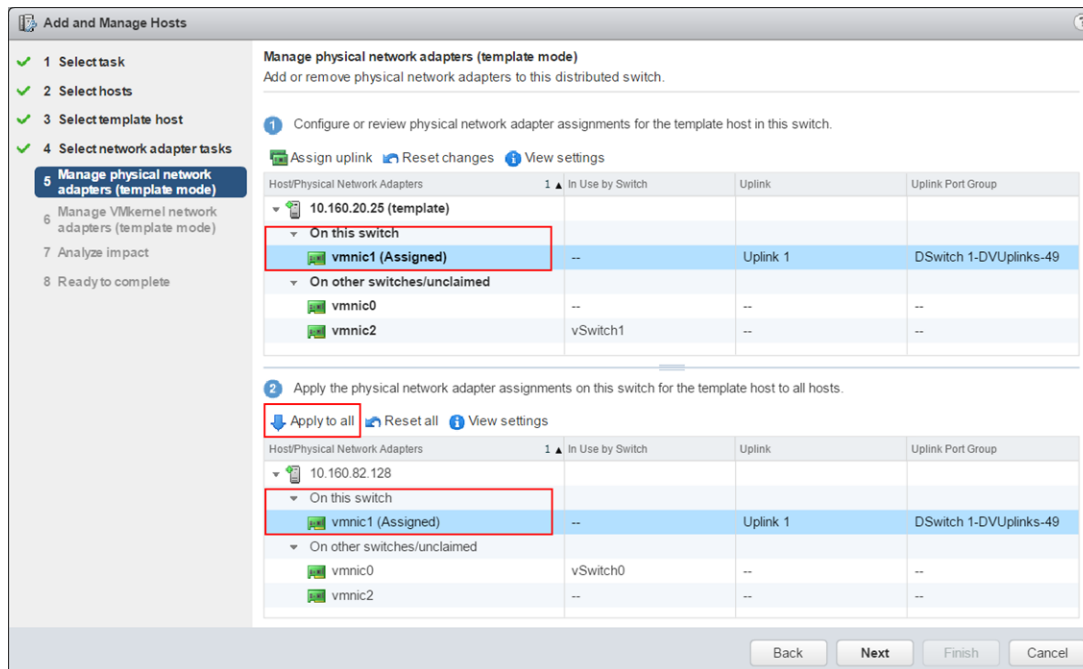 Add and Manage Hosts
?
1 Select task
2 Select hosts
3 Select template host
4 Select network adapter tasks
5 Manage physical network
adapters (template mode)
6 Manage VMkernel network
adapters (template mode)
7 Analyze impact
8 Ready to complete
Manage physical network adapters (template mode)
Add or remove physical network adapters to this distributed switch.
1 Configure or review physical network adapter assignments for the template host in this switch.
Assign uplink Reset changes View settings
Host/Physical Network Adapters 1 ▲ In Use by Switch Uplink Uplink Port Group
10.160.20.25 (template)
On this switch
vmnic1 (Assigned) -- Uplink 1 DSwitch 1-DVUplinks-49
On other switches/unclaimed
vmnic0 -- -- --
vmnic2 vSwitch1 -- --
2 Apply the physical network adapter assignments on this switch for the template host to all hosts.
Apply to all Reset all View settings
Host/Physical Network Adapters 1 ▲ In Use by Switch Uplink Uplink Port Group
10.160.82.128
On this switch
vmnic1 (Assigned) -- Uplink 1 DSwitch 1-DVUplinks-49
On other switches/unclaimed
vmnic0 vSwitch0 -- --
vmnic2 -- -- --
Back Next Finish Cancel